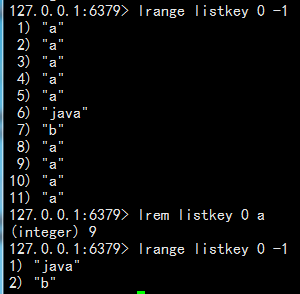 127.0.0.1:6379> lrange listkey 0 -1
1) "a"
2) "a"
3) "a"
4) "a"
5) "a"
6) "java"
7) "b"
8) "a"
9) "a"
10) "a"
11) "a"
127.0.0.1:6379> lrem listkey 0 a
(integer) 9
127.0.0.1:6379> lrange listkey 0 -1
1) "java"
2) "b"